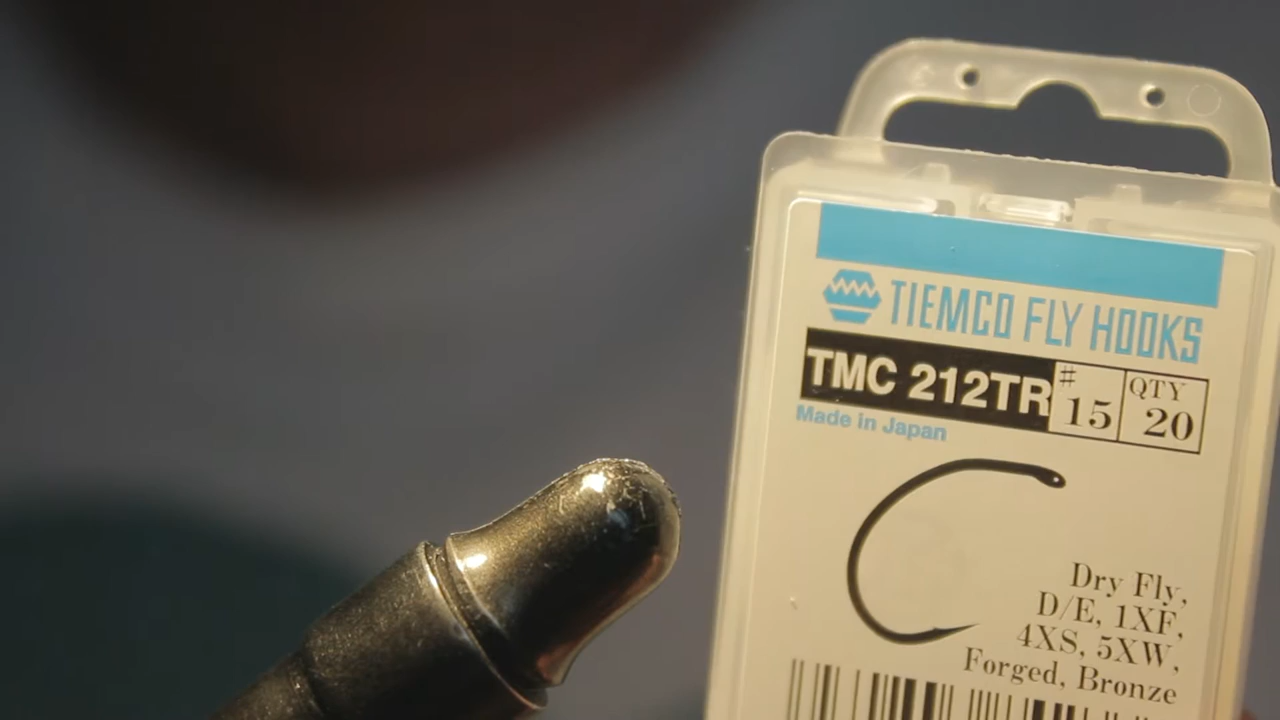 TIEMCO FLY HOOKS
TMC 212TR # 15 QTY 20
Made in Japan
Dry Fly,
D/E, 1XF,
4XS, 5XW,
Forged, Bronze